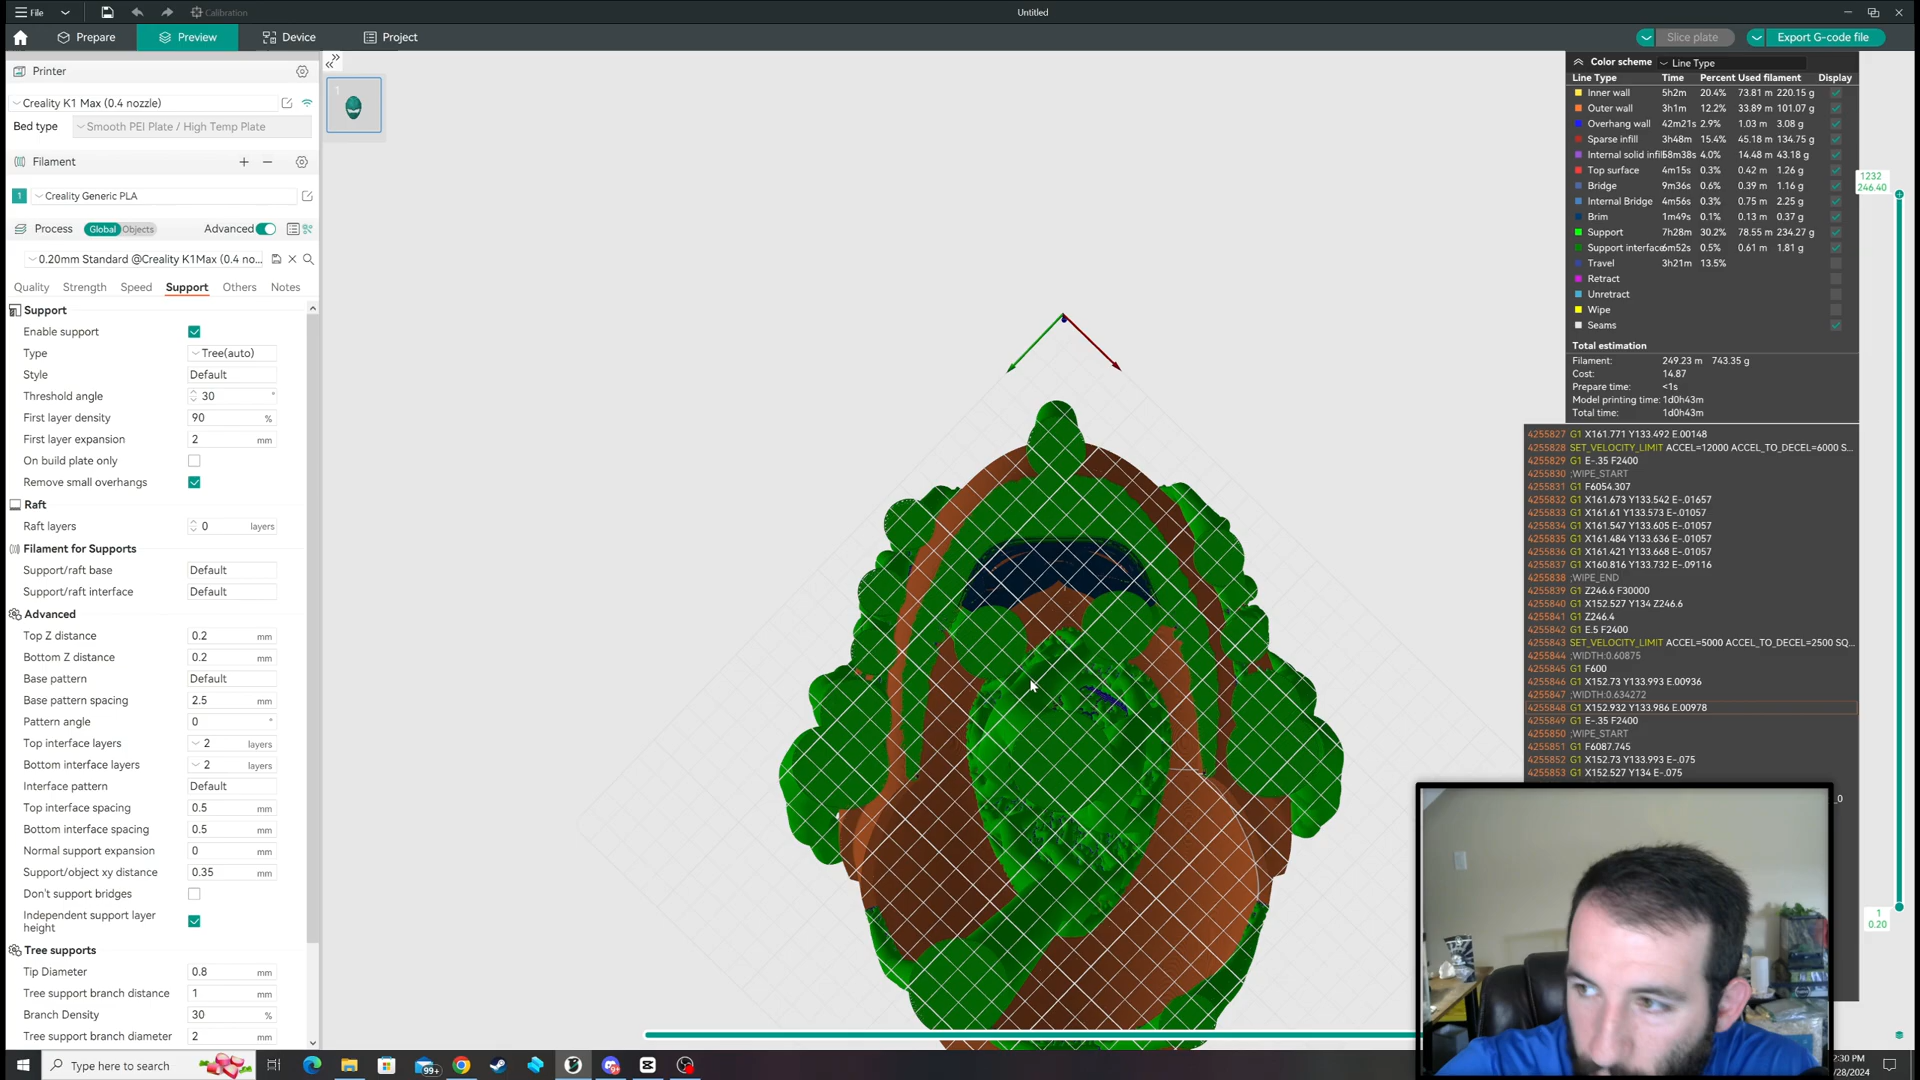 File
Calibration
Untitled
Prepare
Preview
Device
Project
Slice plate
Export G-code file
Printer
Creality K1 Max (0.4 nozzle)
Bed type
Smooth PEI Plate / High Temp Plate
Filament
1
Creality Generic PLA
Process
Global
Objects
Advanced
0.20mm Standard @Creality K1Max (0.4 no...
Quality
Strength
Speed
Support
Others
Notes
Support
Enable support
Type Tree(auto)
Style Default
Threshold angle 30 °
First layer density 90 %
First layer expansion 2 mm
On build plate only
Remove small overhangs
Raft
Raft layers 0 layers
Filament for Supports
Support/raft base Default
Support/raft interface Default
Advanced
Top Z distance 0.2 mm
Bottom Z distance 0.2 mm
Base pattern Default
Base pattern spacing 2.5 mm
Pattern angle 0 °
Top interface layers 2 layers
Bottom interface layers 2 layers
Interface pattern Default
Top interface spacing 0.5 mm
Bottom interface spacing 0.5 mm
Normal support expansion 0 mm
Support/object xy distance 0.35 mm
Don't support bridges
Independent support layer
height
Tree supports
Tip Diameter 0.8 mm
Tree support branch distance 1 mm
Branch Density 30 %
Tree support branch diameter 2 mm
1
Color scheme Line Type
Line Type Time Percent Used filament Display
Inner wall 5h2m 20.4% 73.81 m 220.15 g
Outer wall 3h1m 12.2% 33.89 m 101.07 g
Overhang wall 42m21s 2.9% 1.03 m 3.08 g
Sparse infill 3h48m 15.4% 45.18 m 134.75 g
Internal solid infill 58m38s 4.0% 14.48 m 43.18 g
Top surface 4m15s 0.3% 0.42 m 1.26 g
Bridge 9m36s 0.6% 0.39 m 1.16 g
Internal Bridge 4m56s 0.3% 0.75 m 2.25 g
Brim 1m49s 0.1% 0.13 m 0.37 g
Support 7h28m 30.2% 78.55 m 234.27 g
Support interface 6m52s 0.5% 0.61 m 1.81 g
Travel 3h21m 13.5%
Retract
Unretract
Wipe
Seams
Total estimation
Filament: 249.23 m 743.35 g
Cost: 14.87
Prepare time: <1s
Model printing time: 1d0h43m
Total time: 1d0h43m
1232
246.40
4255827 G1 X161.771 Y133.492 E.00148
4255828 SET_VELOCITY_LIMIT ACCEL=12000 ACCEL_TO_DECEL=6000 S...
4255829 G1 E-.35 F2400
4255830 ;WIPE_START
4255831 G1 F6054.307
4255832 G1 X161.673 Y133.542 E-.01657
4255833 G1 X161.61 Y133.573 E-.01057
4255834 G1 X161.547 Y133.605 E-.01057
4255835 G1 X161.484 Y133.636 E-.01057
4255836 G1 X161.421 Y133.668 E-.01057
4255837 G1 X160.816 Y133.732 E-.09116
4255838 ;WIPE_END
4255839 G1 Z246.6 F30000
4255840 G1 X152.527 Y134 Z246.6
4255841 G1 Z246.4
4255842 G1 E.5 F2400
4255843 SET_VELOCITY_LIMIT ACCEL=5000 ACCEL_TO_DECEL=2500 SQ...
4255844 ;WIDTH:0.60875
4255845 G1 F600
4255846 G1 X152.73 Y133.993 E.00936
4255847 ;WIDTH:0.634272
4255848 G1 X152.932 Y133.986 E.00978
4255849 G1 E-.35 F2400
4255850 ;WIPE_START
4255851 G1 F6087.745
4255852 G1 X152.73 Y133.993 E-.075
4255853 G1 X152.527 Y134 E-.075
_0
1
0.20
Type here to search
99+
2:30 PM
/28/2024